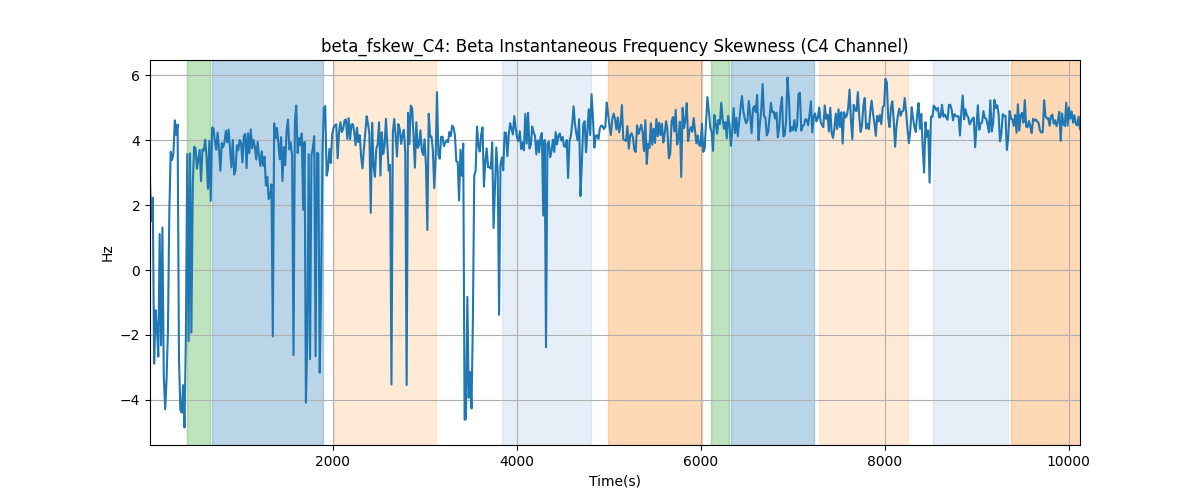 beta_fskew_C4: Beta Instantaneous Frequency Skewness (C4 Channel)
6
4
2
0
−2
−4
Hz
2000 4000 6000 8000 10000
Time(s)